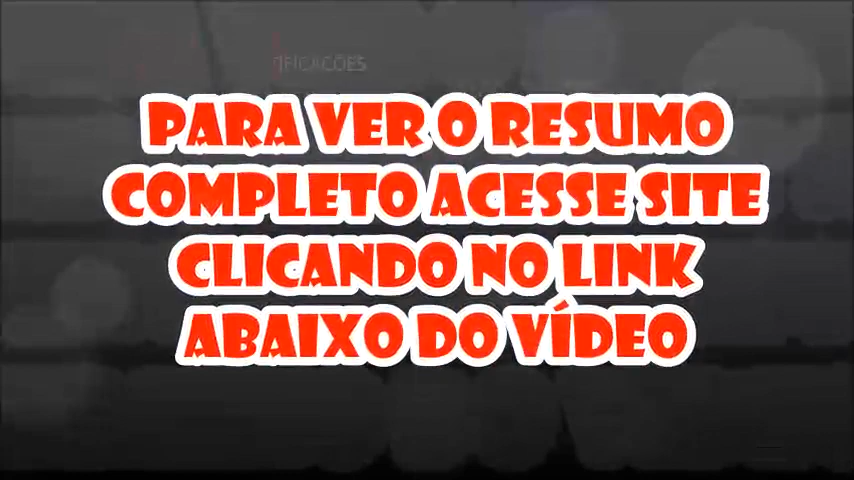 PARA VER O RESUMO
COMPLETO ACESSE SITE
CLICANDO NO LINK
ABAIXO DO VÍDEO